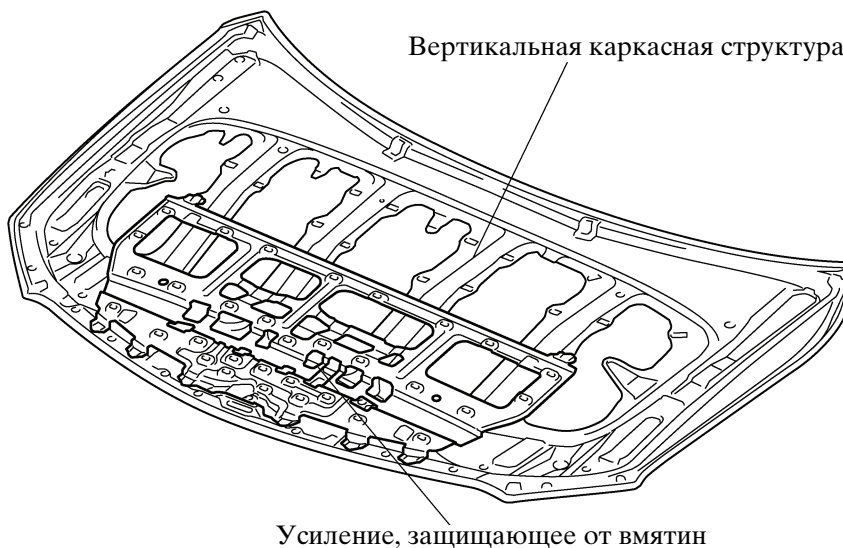 Вертикальная каркасная структура
Усиление, защищающее от вмятин